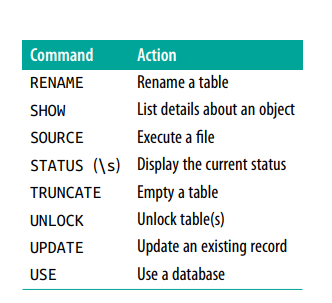 Command Action
RENAME Rename a table
SHOW List details about an object
SOURCE Execute a file
STATUS (\s) Display the current status
TRUNCATE Empty a table
UNLOCK Unlock table(s)
UPDATE Update an existing record
USE Use a database